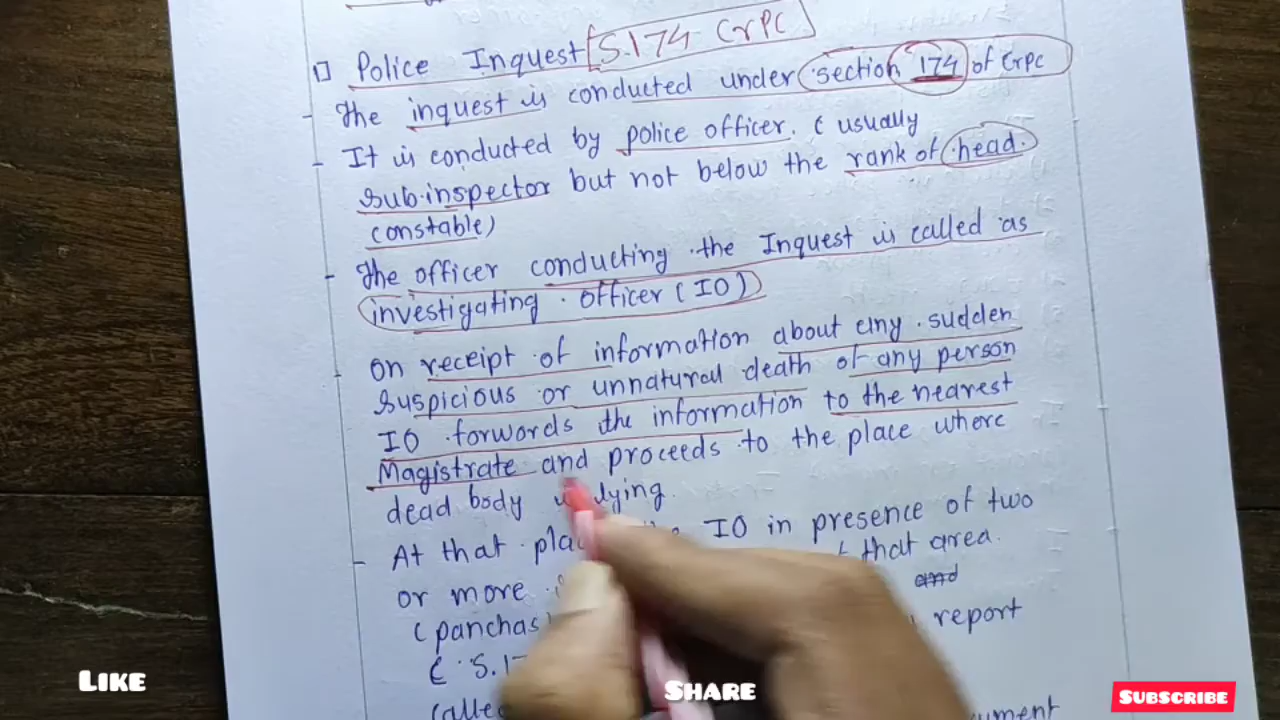 Police Inquest [S.174 CrPC]
- The inquest is conducted under section 174 of CrPC
- It is conducted by police officer. ( usually
sub.inspector but not below the rank of head.
constable)
- The officer conducting the Inquest is called as
investigating officer (IO)
- on receipt of information about any sudden
suspicious or unnatural death of any person
IO forwords the information to the nearest
Magistrate and proceeds to the place where
dead body lying.
- At that IO in presence of two
or more that area.
(panchas) and
report
LIKE
SHARE
SUBSCRIBE